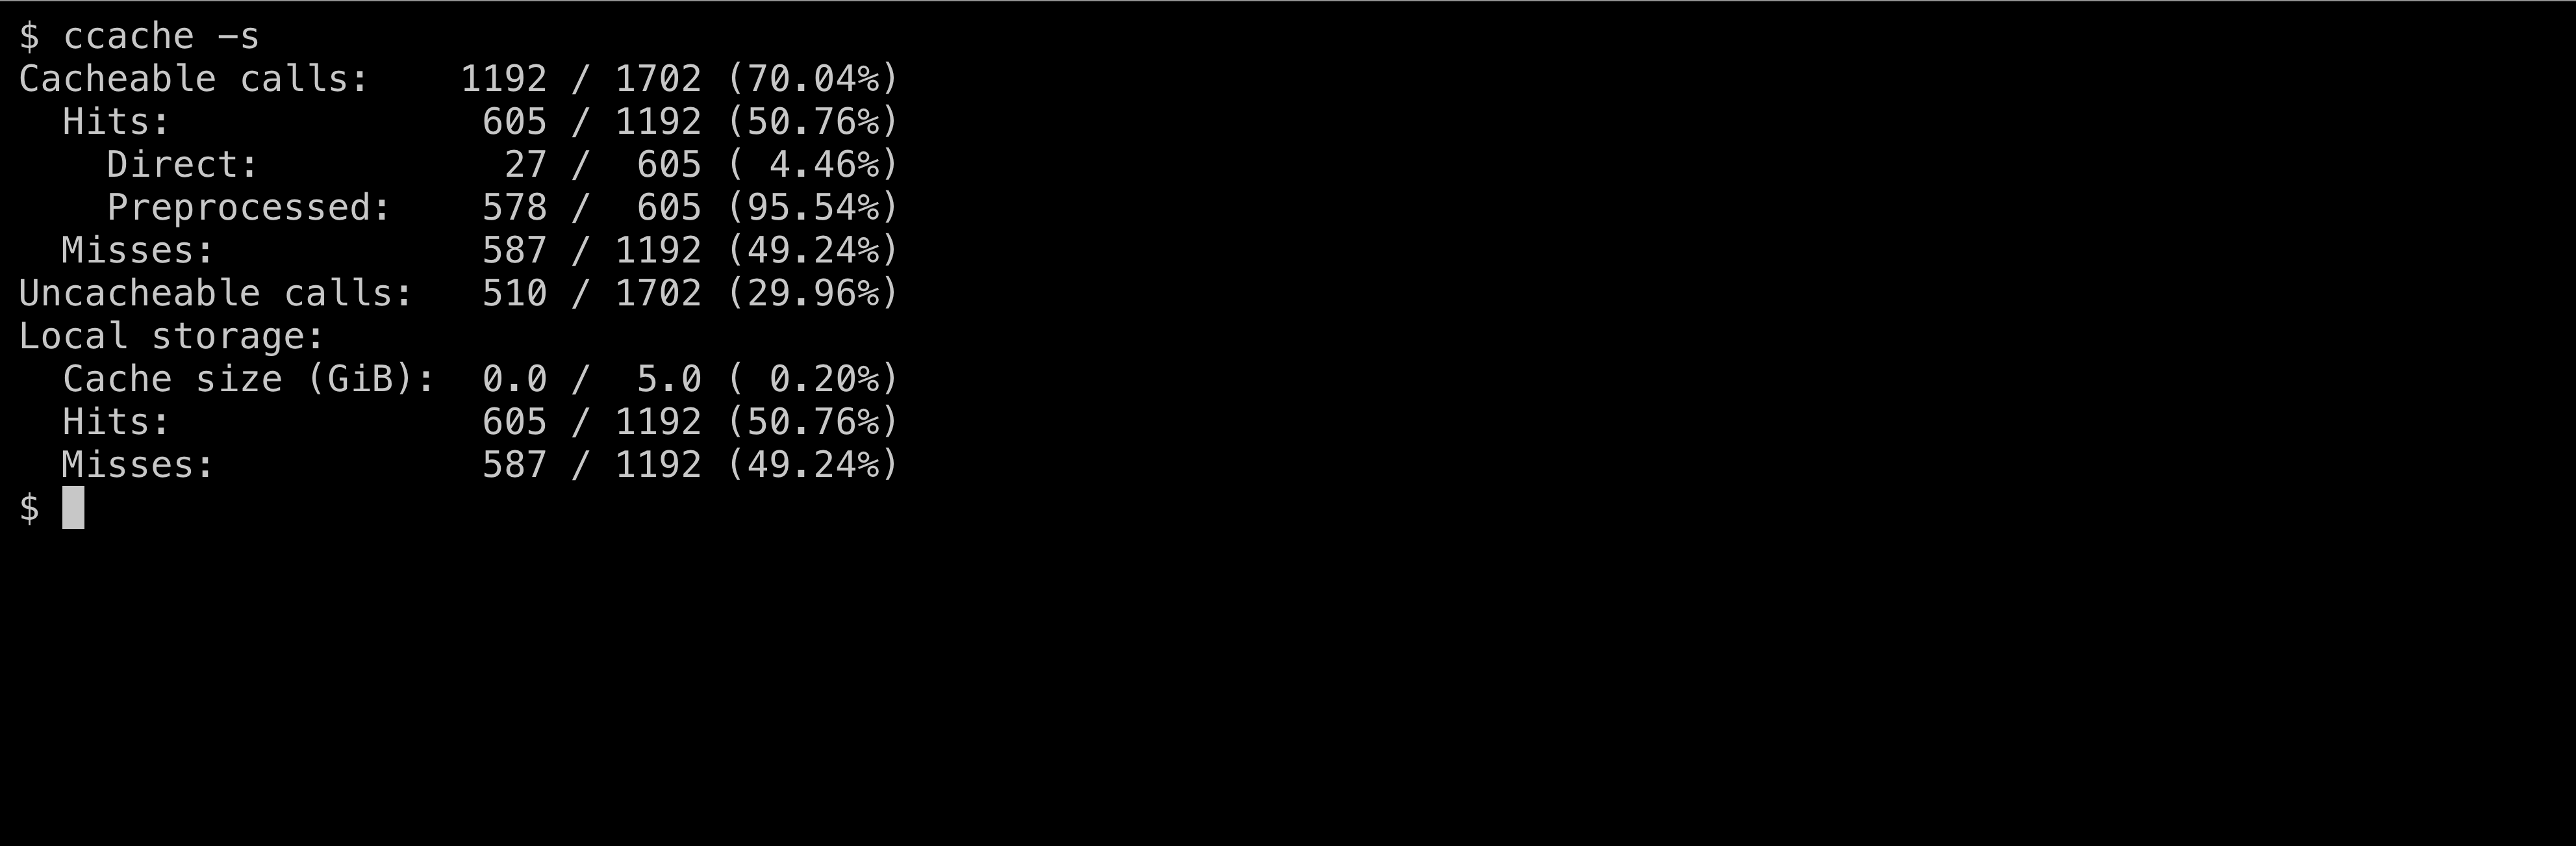 $ ccache -s
Cacheable calls:    1192 / 1702 (70.04%)
  Hits:              605 / 1192 (50.76%)
    Direct:           27 /  605 ( 4.46%)
    Preprocessed:    578 /  605 (95.54%)
  Misses:            587 / 1192 (49.24%)
Uncacheable calls:   510 / 1702 (29.96%)
Local storage:
  Cache size (GiB):  0.0 /  5.0 ( 0.20%)
  Hits:              605 / 1192 (50.76%)
  Misses:            587 / 1192 (49.24%)
$